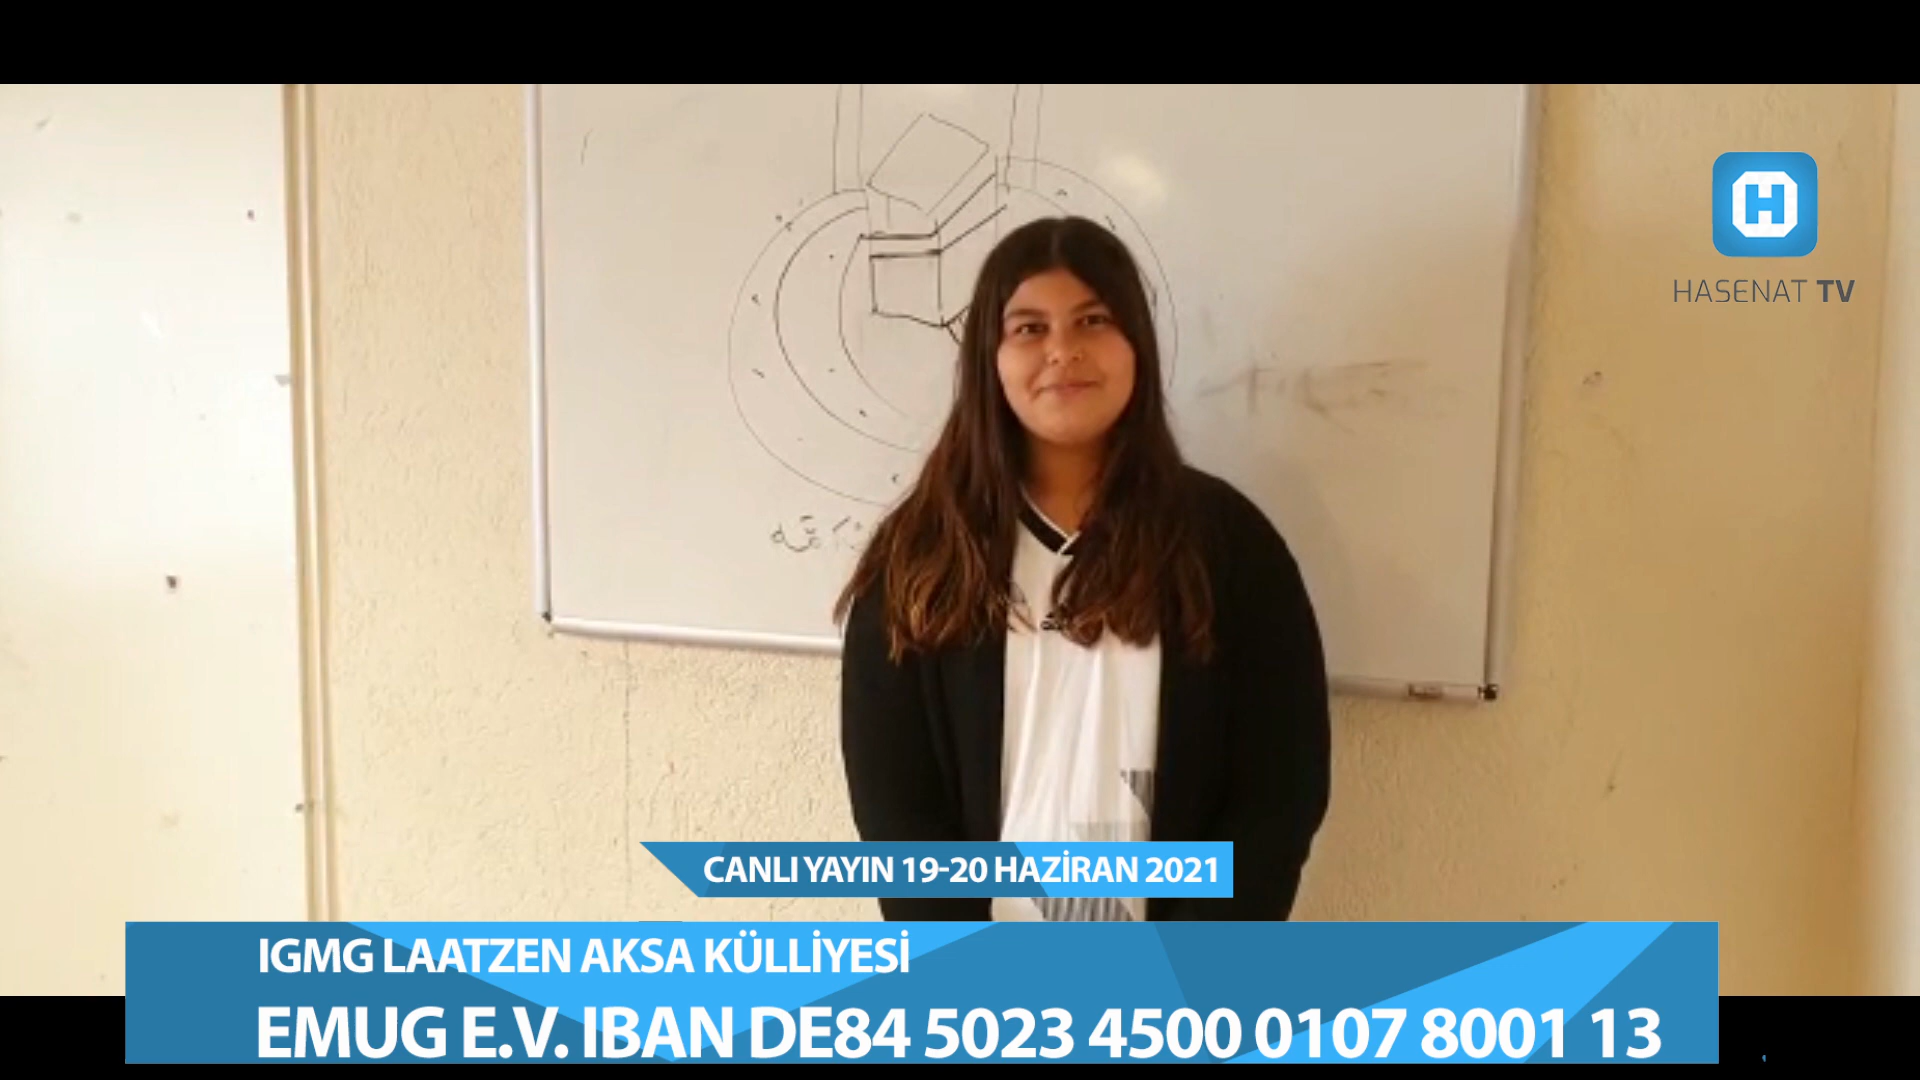 HASENAT TV
CANLI YAYIN 19-20 HAZİRAN 2021
IGMG LAATZEN AKSA KÜLLİYESİ
EMUG E.V. IBAN DE84 5023 4500 0107 8001 13